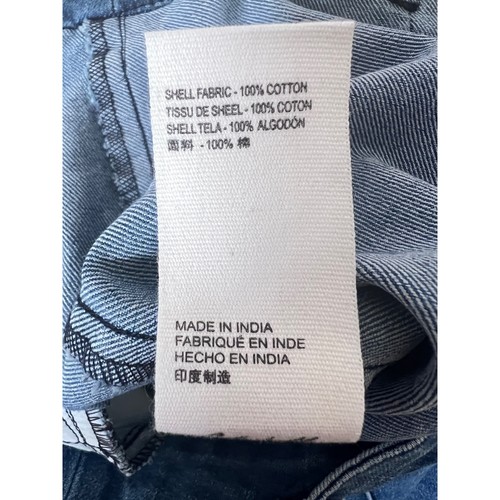 SHELL FABRIC - 100% COTTON
TISSU DE SHEEL - 100% COTON
SHELL TELA - 100% ALGODÓN
面料 - 100% 棉
MADE IN INDIA
FABRIQUÉ EN INDE
HECHO EN INDIA
印度制造